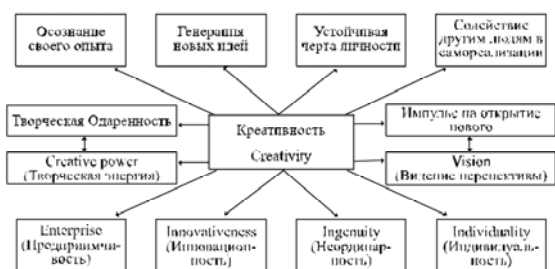 Осознание
своего опыта
Генерация
новых идей
Устойчивая
черта личности
Содействие
другим людям в
самореализации
Творческая Одаренность
Креативность
Creativity
Импульс на открытие
нового
Creative power
(Творческая энергия)
Vision
(Видение перспективы)
Enterprise
(Предприимчи-
вость)
Innovativeness
(Инновацион-
ность)
Ingenuity
(Неординар-
ность)
Individuality
(Индивидуаль-
ность)